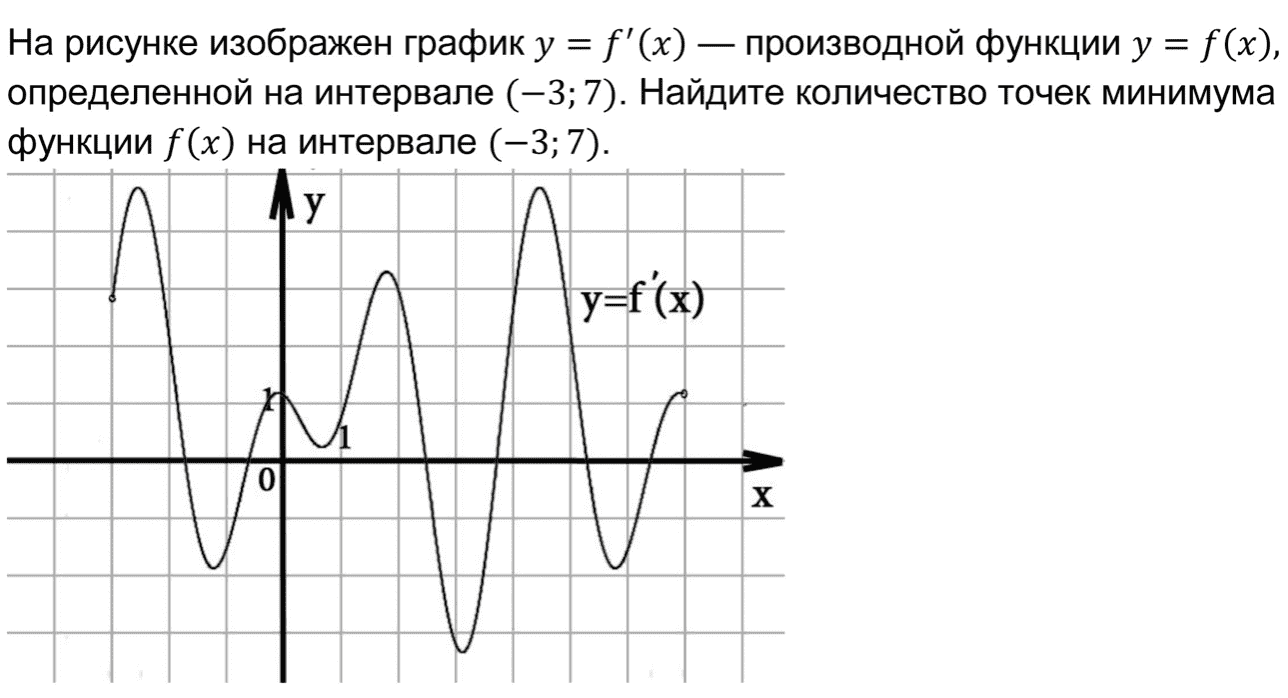 На рисунке изображен график y = f′(x) — производной функции y = f(x),
определенной на интервале (−3; 7). Найдите количество точек минимума
функции f(x) на интервале (−3; 7).
y
y=f′(x)
1
1
0
x